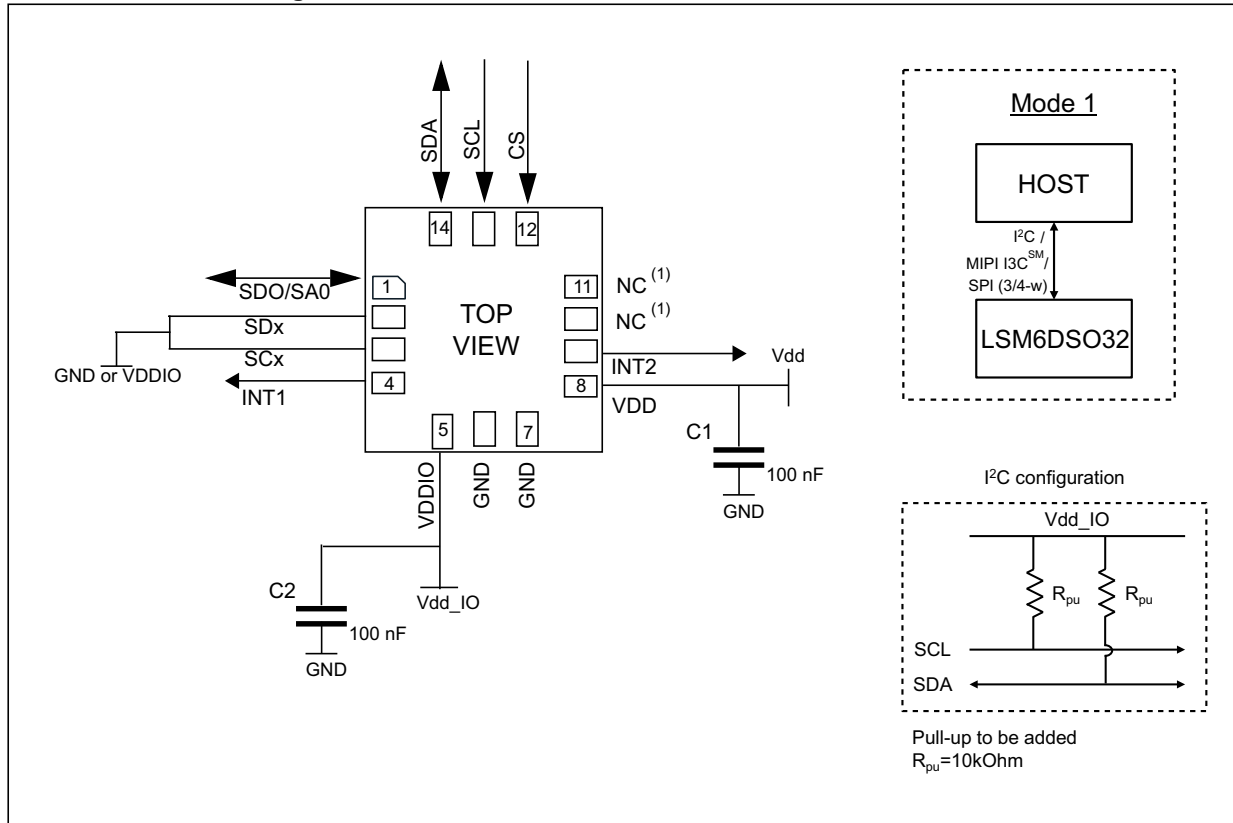 SDA
SCL
CS
14
12
1
SDO/SA0
SDx
SCx
GND or VDDIO
4
INT1
TOP
VIEW
11
NC (1)
NC (1)
INT2
8
VDD
Vdd
5
7
VDDIO
GND
GND
C1
100 nF
GND
C2
100 nF
GND
Vdd_IO
Mode 1
HOST
I²C /
MIPI I3C SM/
SPI (3/4-w)
LSM6DSO32
I²C configuration
Vdd_IO
Rpu
Rpu
SCL
SDA
Pull-up to be added
Rpu=10kOhm